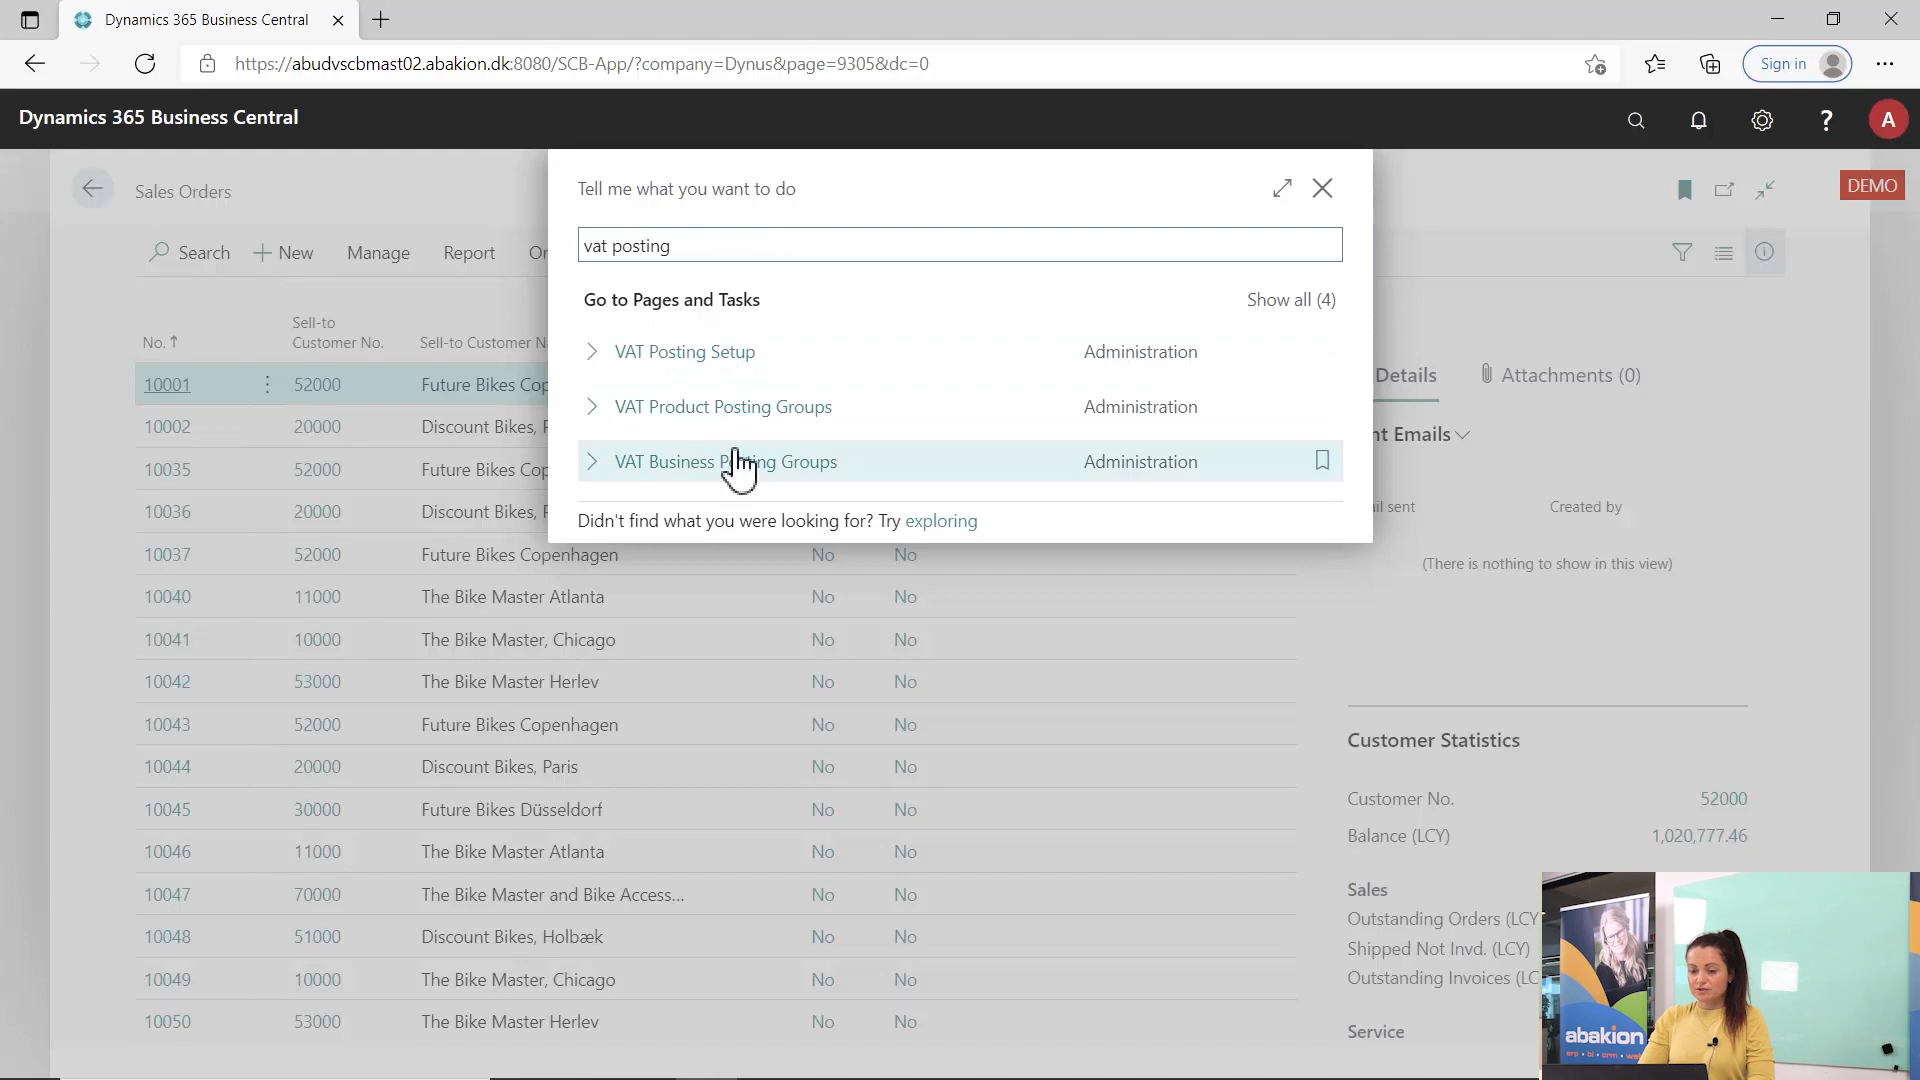 Dynamics 365 Business Central
https://abudvscbmast02.abakion.dk:8080/SCB-App/?company=Dynus&page=9305&dc=0
Sign in
Dynamics 365 Business Central
?
A
Sales Orders
DEMO
Search
New
Manage
Report
Tell me what you want to do
vat posting
Go to Pages and Tasks
Show all (4)
VAT Posting Setup Administration
VAT Product Posting Groups Administration
VAT Business Posting Groups Administration
Didn't find what you were looking for? Try exploring
No. ↑
Sell-to
Customer No.
Sell-to Customer
10001 52000 Future Bikes
10002 20000 Discount Bikes,
10035 52000 Future Bikes
10036 20000 Discount Bikes,
10037 52000 Future Bikes Copenhagen No No
10040 11000 The Bike Master Atlanta No No
10041 10000 The Bike Master, Chicago No No
10042 53000 The Bike Master Herlev No No
10043 52000 Future Bikes Copenhagen No No
10044 20000 Discount Bikes, Paris No No
10045 30000 Future Bikes Düsseldorf No No
10046 11000 The Bike Master Atlanta No No
10047 70000 The Bike Master and Bike Access... No No
10048 51000 Discount Bikes, Holbæk No No
10049 10000 The Bike Master, Chicago No No
10050 53000 The Bike Master Herlev No No
Details
Attachments (0)
Emails
sent
Created by
(There is nothing to show in this view)
Customer Statistics
Customer No. 52000
Balance (LCY) 1,020,777.46
Sales
Outstanding Orders (LCY
Shipped Not Invd. (LCY)
Outstanding Invoices (LC
Service
abakion
erp • bi • crm • web